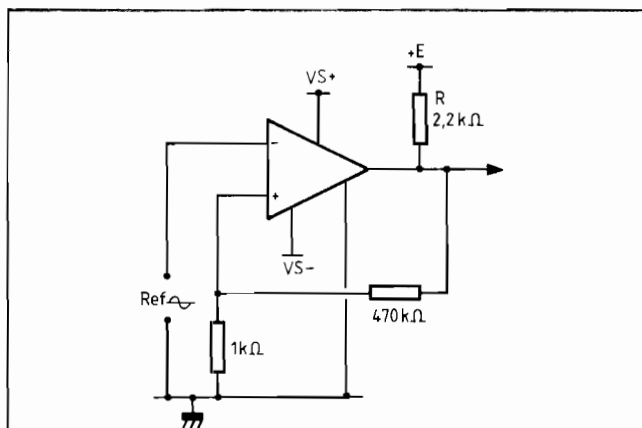 +E
VS+
R
2,2kΩ
-
+
VS-
Ref
470kΩ
1kΩ